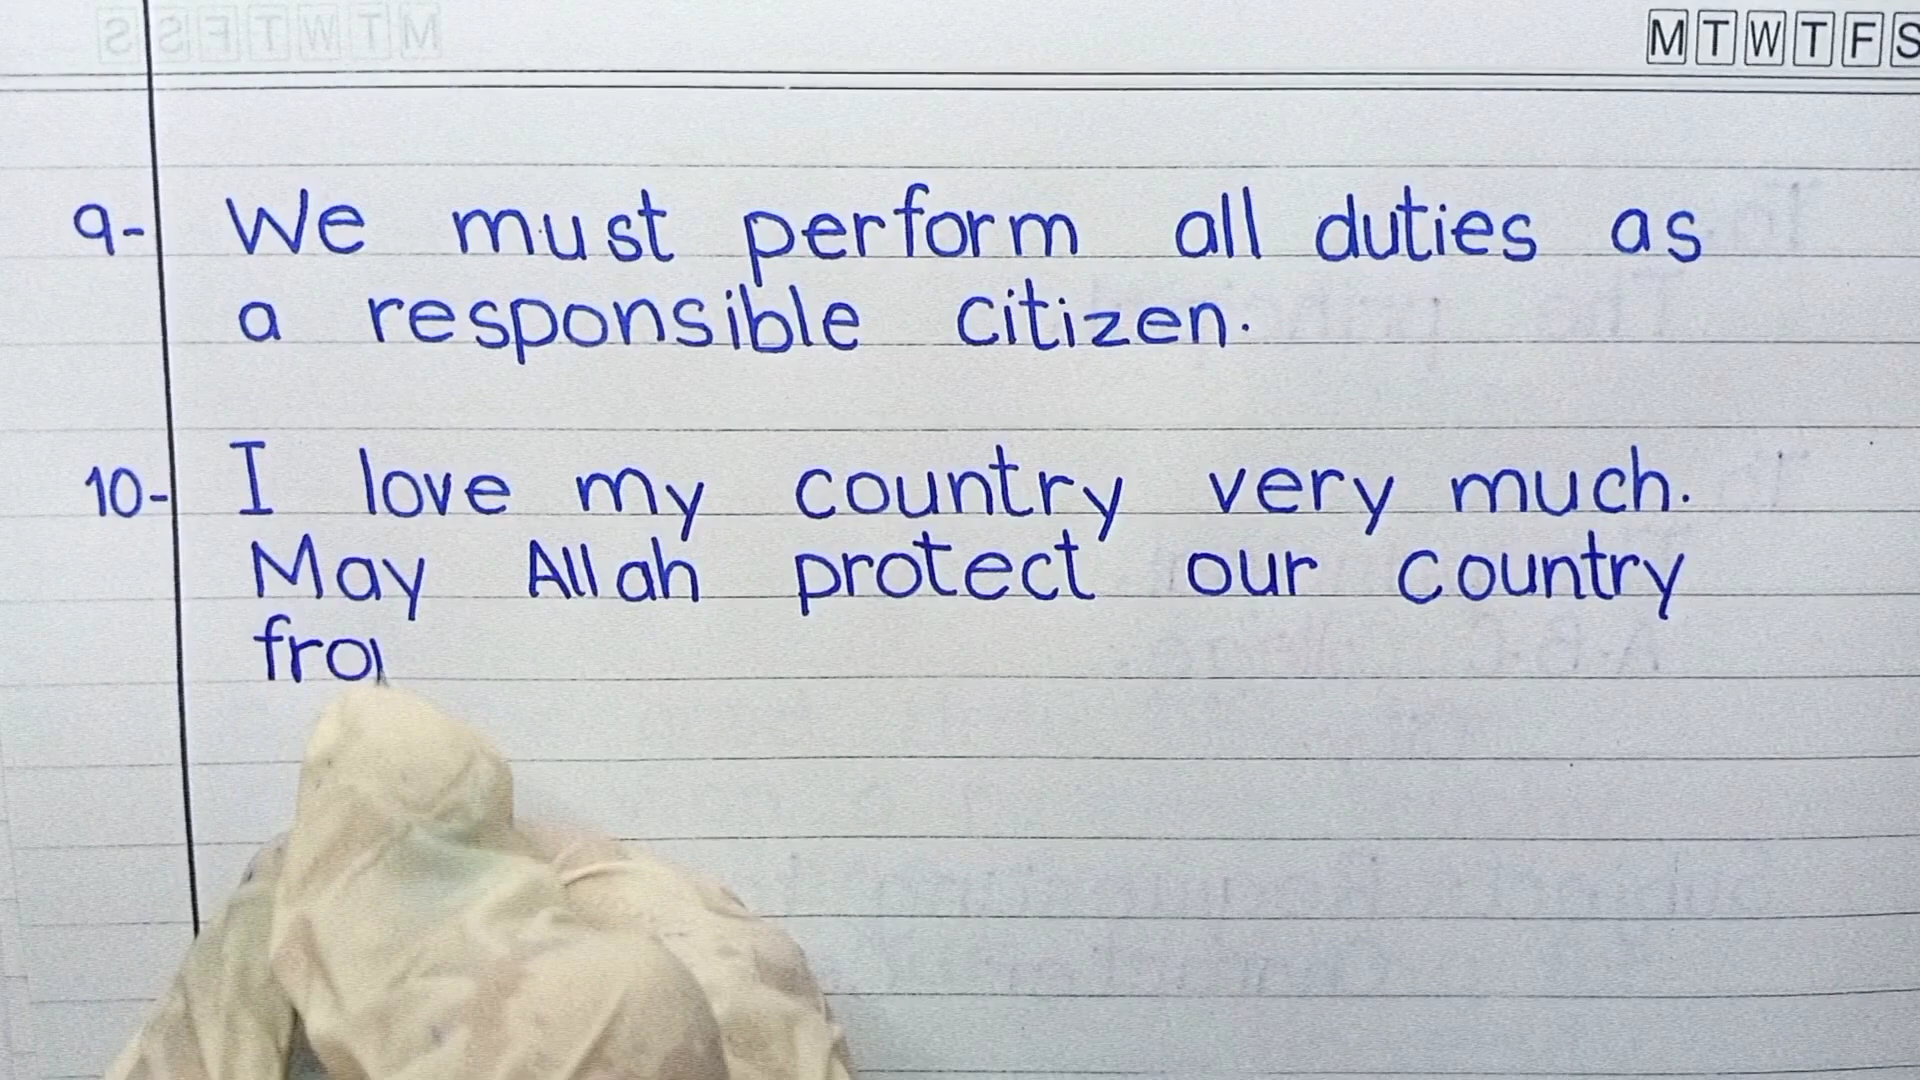 M T W T F S
9- We must perform all duties as
a responsible citizen.
10- I love my country very much.
May Allah protect our country